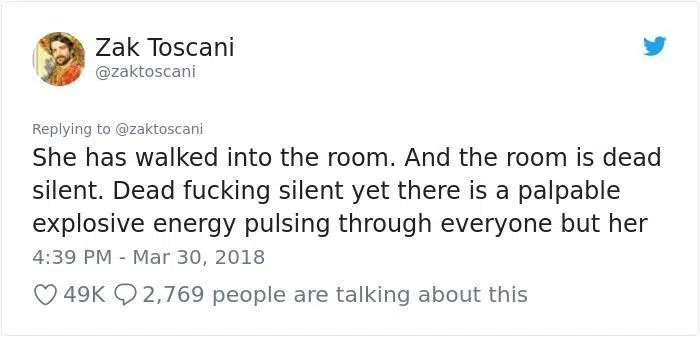 Zak Toscani
@zaktoscani
Replying to @zaktoscani
She has walked into the room. And the room is dead
silent. Dead fucking silent yet there is a palpable
explosive energy pulsing through everyone but her
4:39 PM - Mar 30, 2018
49K 2,769 people are talking about this